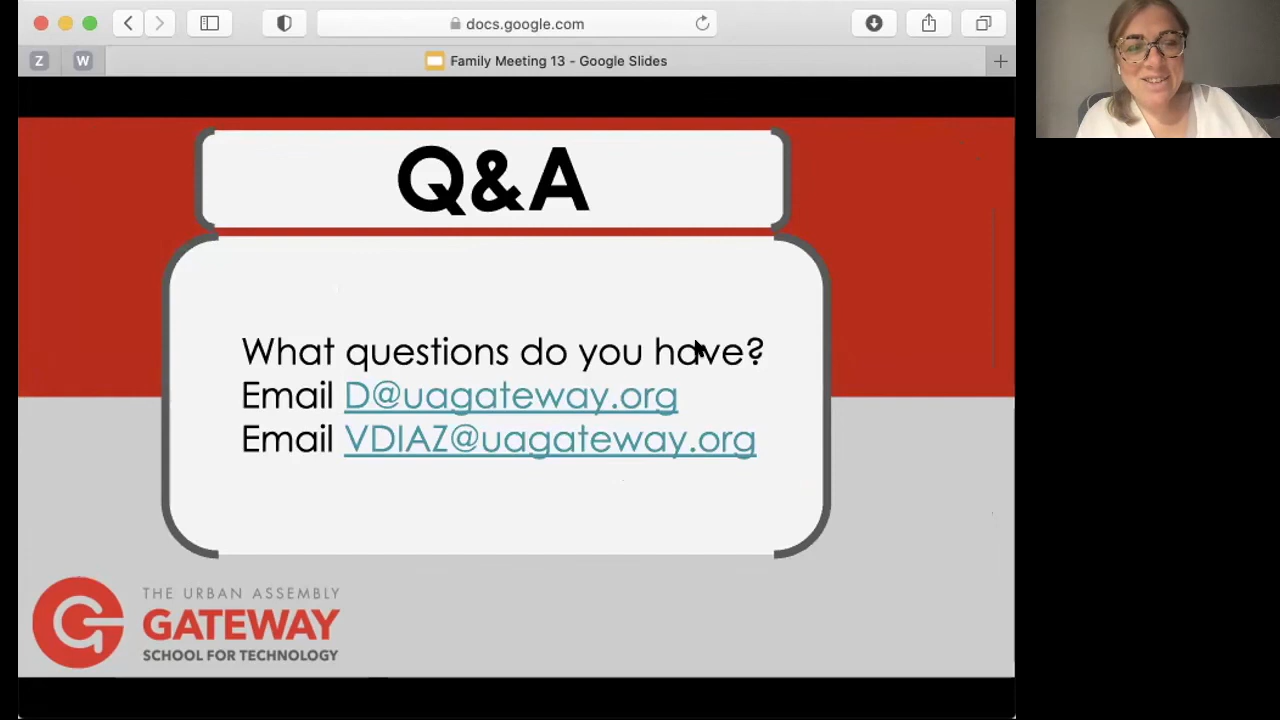 docs.google.com
Z
W
Family Meeting 13 - Google Slides
Q&A
What questions do you have?
Email D@uagateway.org
Email VDIAZ@uagateway.org
THE URBAN ASSEMBLY
GATEWAY
SCHOOL FOR TECHNOLOGY